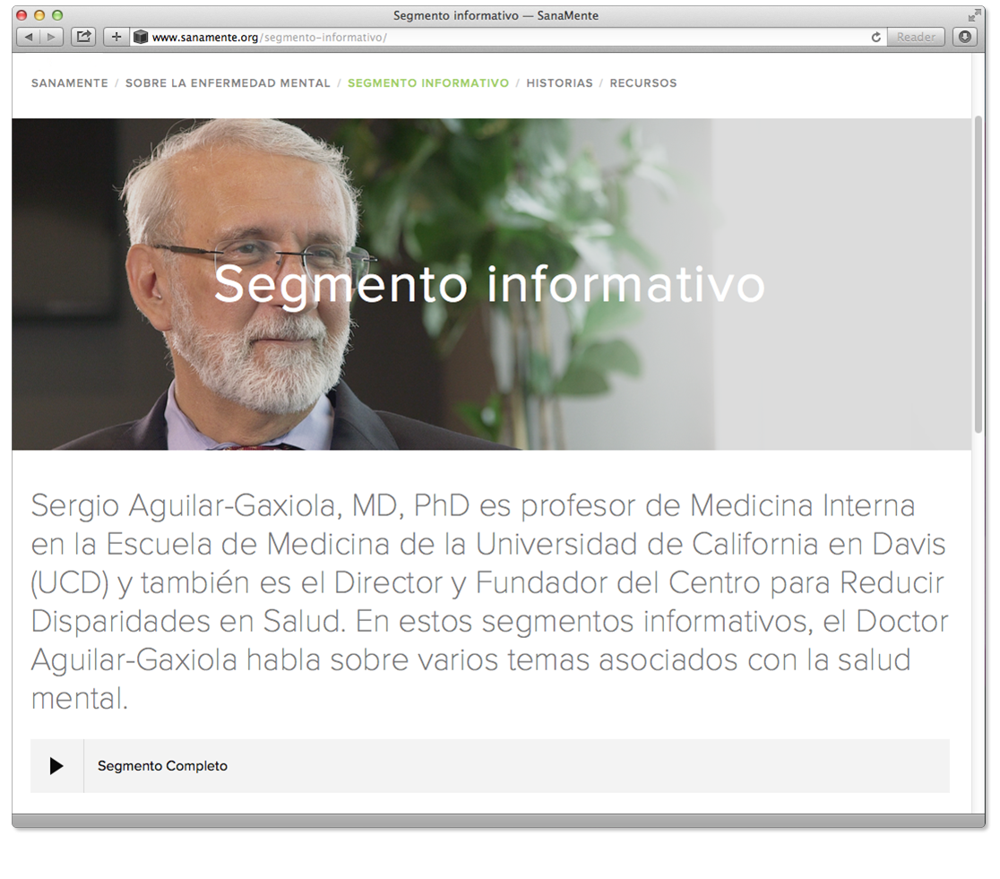 Segmento informativo — SanaMente
www.sanamente.org/segmento-informativo/
Reader
SANAMENTE / SOBRE LA ENFERMEDAD MENTAL / SEGMENTO INFORMATIVO / HISTORIAS / RECURSOS
Segmento informativo
Sergio Aguilar-Gaxiola, MD, PhD es profesor de Medicina Interna
en la Escuela de Medicina de la Universidad de California en Davis
(UCD) y también es el Director y Fundador del Centro para Reducir
Disparidades en Salud. En estos segmentos informativos, el Doctor
Aguilar-Gaxiola habla sobre varios temas asociados con la salud
mental.
Segmento Completo